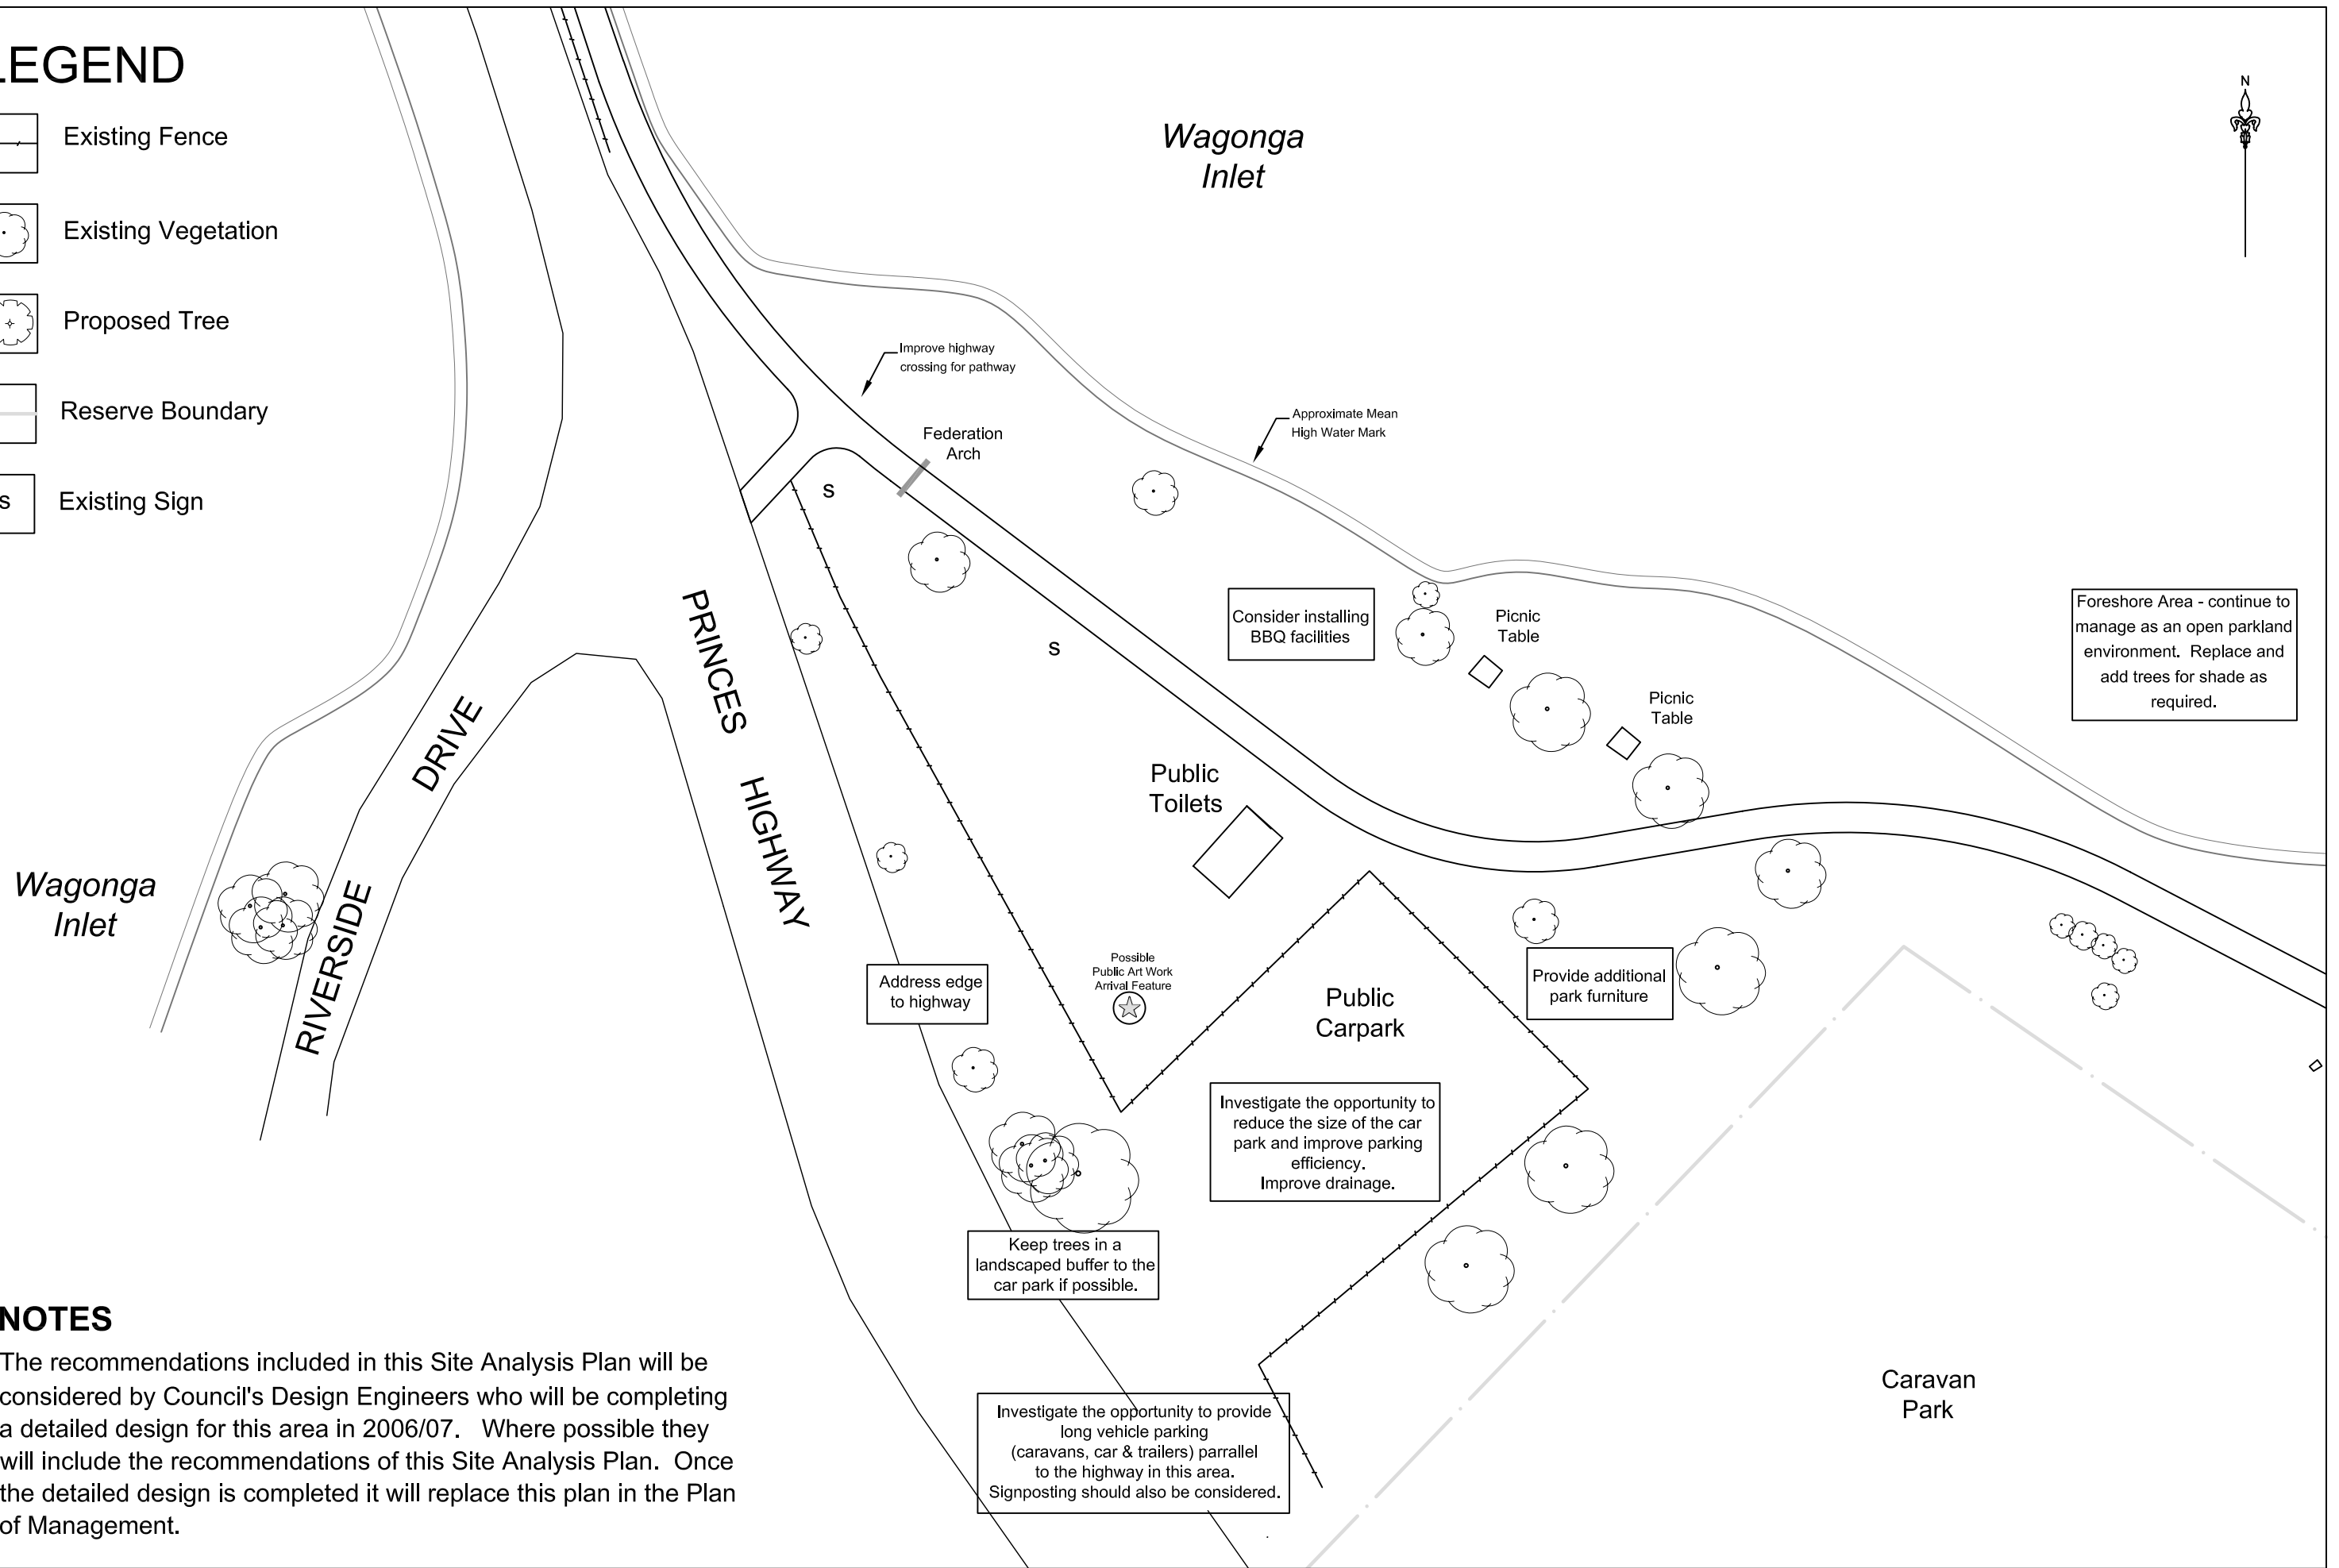 LEGEND
Existing Fence
Existing Vegetation
Proposed Tree
Reserve Boundary
S
Existing Sign
N
Wagonga
Inlet
Improve highway
crossing for pathway
Approximate Mean
High Water Mark
Federation
Arch
S
S
Consider installing
BBQ facilities
Picnic
Table
Picnic
Table
Foreshore Area - continue to
manage as an open parkland
environment. Replace and
add trees for shade as
required.
PRINCES HIGHWAY
RIVERSIDE DRIVE
Public
Toilets
Wagonga
Inlet
Address edge
to highway
Possible
Public Art Work
Arrival Feature
Public
Carpark
Provide additional
park furniture
Investigate the opportunity to
reduce the size of the car
park and improve parking
efficiency.
Improve drainage.
Keep trees in a
landscaped buffer to the
car park if possible.
Investigate the opportunity to provide
long vehicle parking
(caravans, car & trailers) parrallel
to the highway in this area.
Signposting should also be considered.
Caravan
Park
NOTES
The recommendations included in this Site Analysis Plan will be
considered by Council's Design Engineers who will be completing
a detailed design for this area in 2006/07. Where possible they
will include the recommendations of this Site Analysis Plan. Once
the detailed design is completed it will replace this plan in the Plan
of Management.